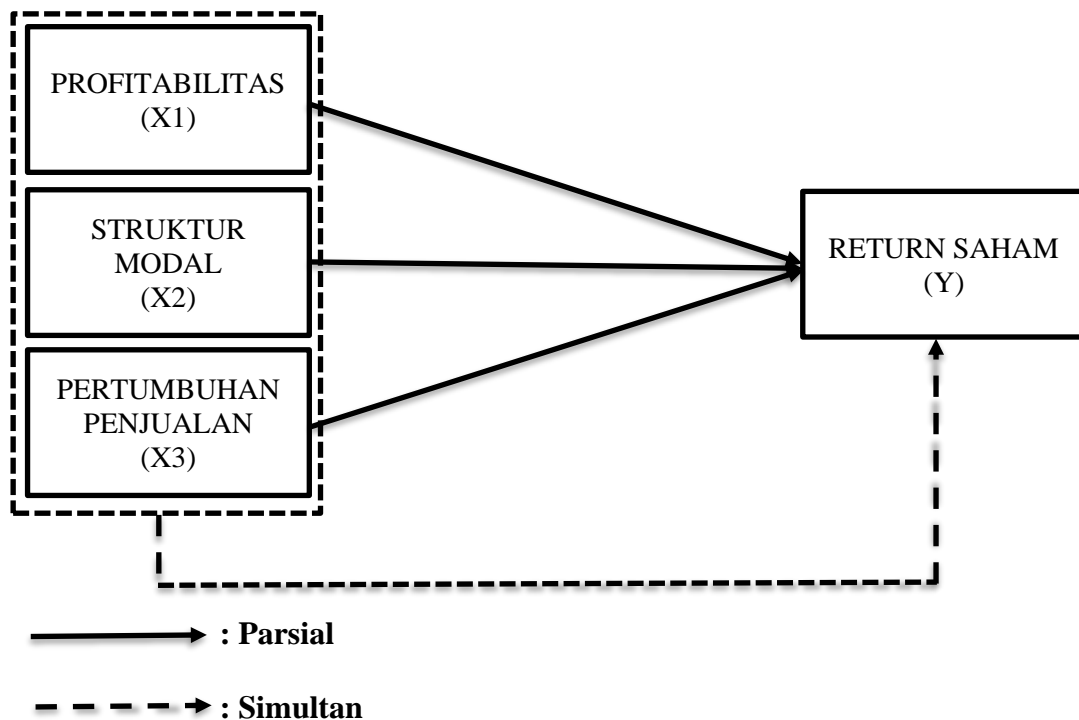 PROFITABILITAS
(X1)
STRUKTUR
MODAL
(X2)
PERTUMBUHAN
PENJUALAN
(X3)
RETURN SAHAM
(Y)
: Parsial
: Simultan